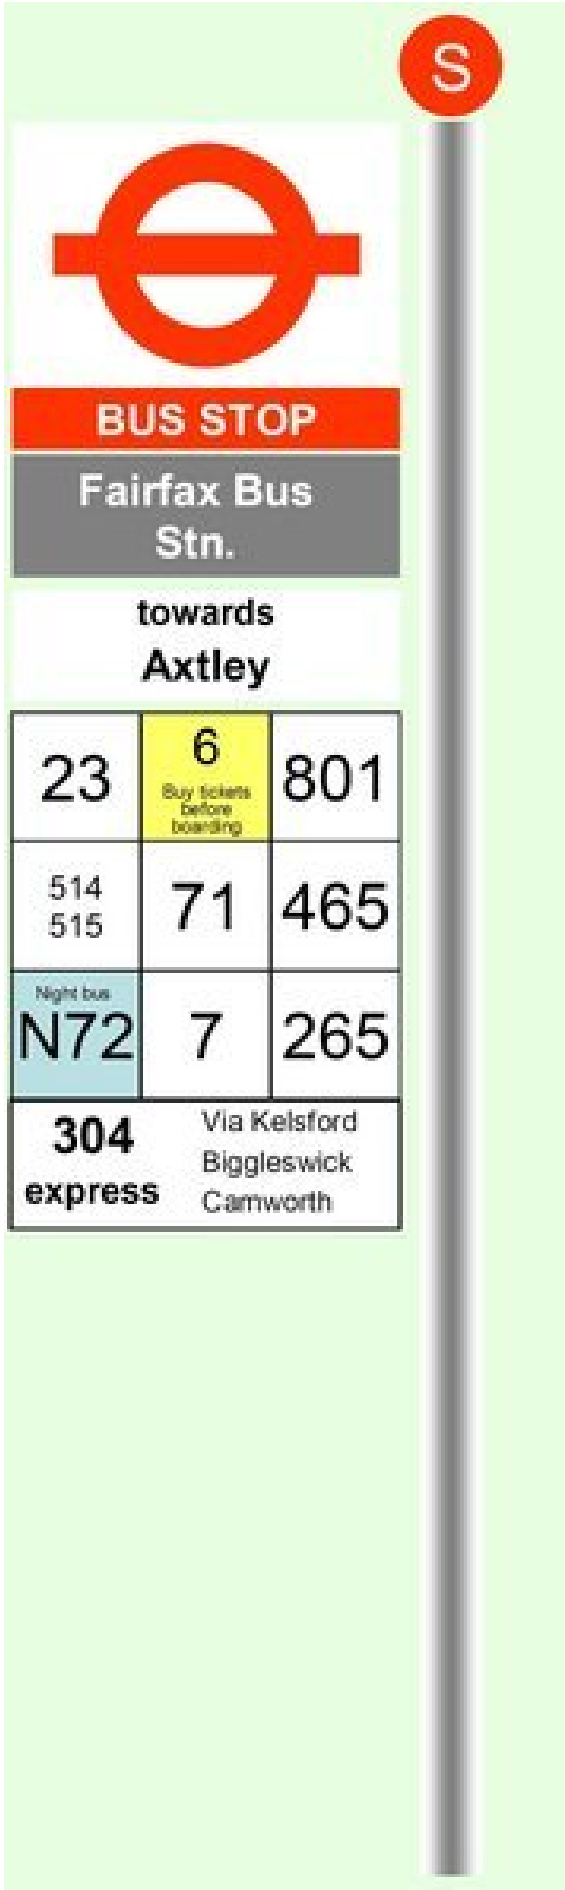 S
BUS STOP
Fairfax Bus
Stn.
towards
Axtley
23
6
Buy tickets
before
boarding
801
514
515
71
465
Night bus
N72
7
265
304
express
Via Kelsford
Biggleswick
Camworth